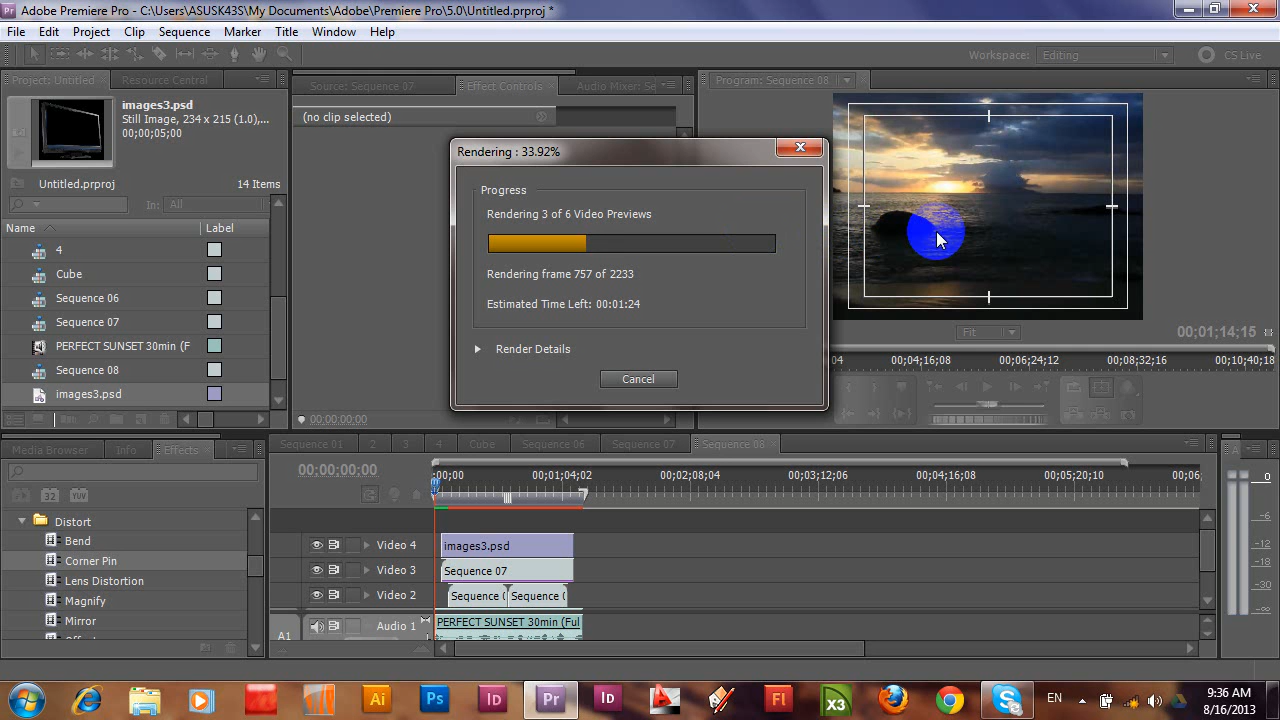 Adobe Premiere Pro - C:\Users\ASUSK43S\My Documents\Adobe\Premiere Pro\5.0\Untitled.prproj *
File Edit Project Clip Sequence Marker Title Window Help
Workspace: Editing CS Live
Project: Untitled Resource Central
images3.psd
Still Image, 234 x 215 (1.0),...
00;00;05;00
Untitled.prproj 14 Items
In: All
Name Label
4
Cube
Sequence 06
Sequence 07
PERFECT SUNSET 30min (F
Sequence 08
images3.psd
Source: Sequence 07 Effect Controls Audio Mixer: Se
(no clip selected)
00:00:00:00
Rendering : 33.92%
Progress
Rendering 3 of 6 Video Previews
Rendering frame 757 of 2233
Estimated Time Left: 00:01:24
Render Details
Cancel
Program: Sequence 08
Fit 00;01;14;15
04 00;04;16;08 00;06;24;12 00;08;32;16 00;10;40;18
Media Browser Info Effects
32 YUV
Distort
Bend
Corner Pin
Lens Distortion
Magnify
Mirror
Sequence 01 2 3 4 Cube Sequence 06 Sequence 07 Sequence 08
00:00:00:00
;00;00 00;01;04;02 00;02;08;04 00;03;12;06 00;04;16;08 00;05;20;10 00;06;
Video 4 images3.psd
Video 3 Sequence 07
Video 2 Sequence 0 Sequence 0
A1 Audio 1 PERFECT SUNSET 30min (Ful
A
0
-6
-12
-18
-30
-∞
Ai Ps Id Pr Id Fl X3 EN
9:36 AM
8/16/2013